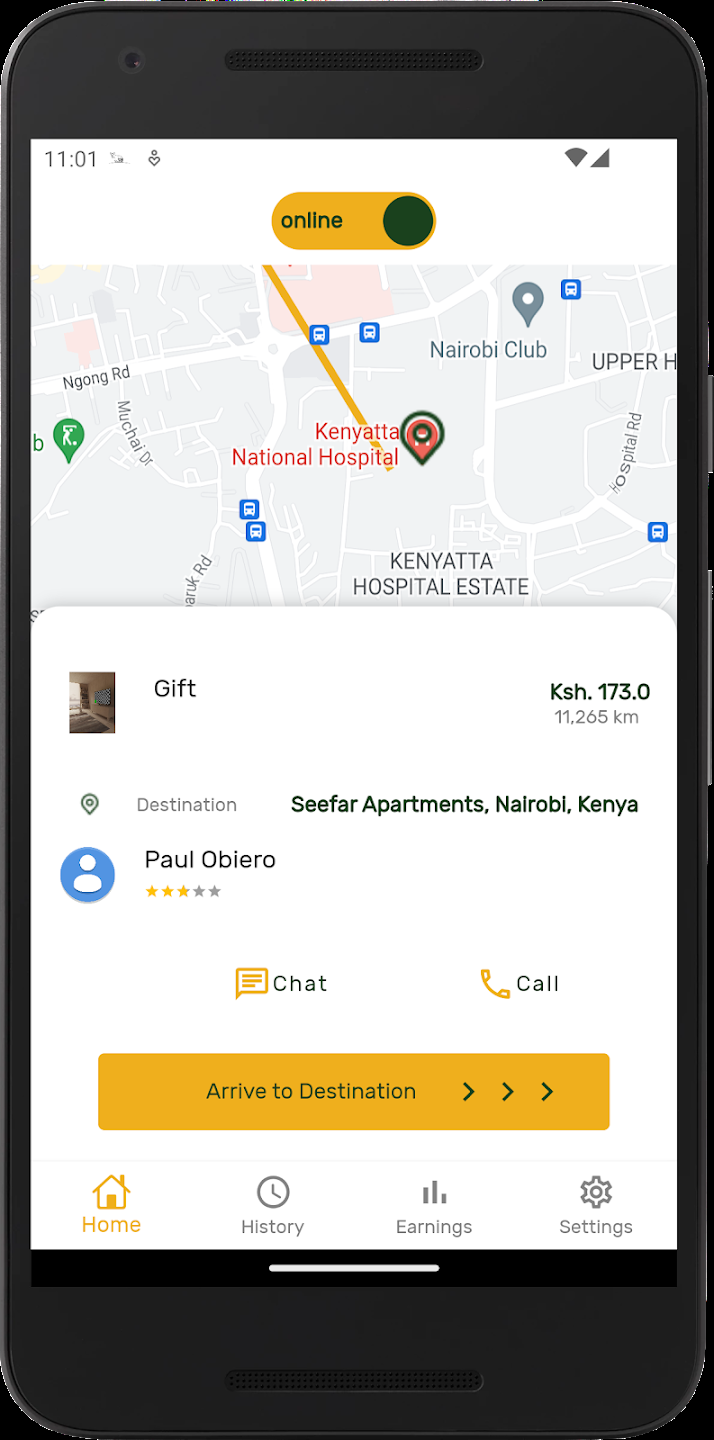 11:01
online
Nairobi Club
UPPER H
Ngong Rd
Muchai Dr
b
Kenyatta
National Hospital
Hospital Rd
KENYATTA
HOSPITAL ESTATE
aruk Rd
Gift
Ksh. 173.0
11,265 km
Destination
Seefar Apartments, Nairobi, Kenya
Paul Obiero
Chat
Call
Arrive to Destination
Home
History
Earnings
Settings